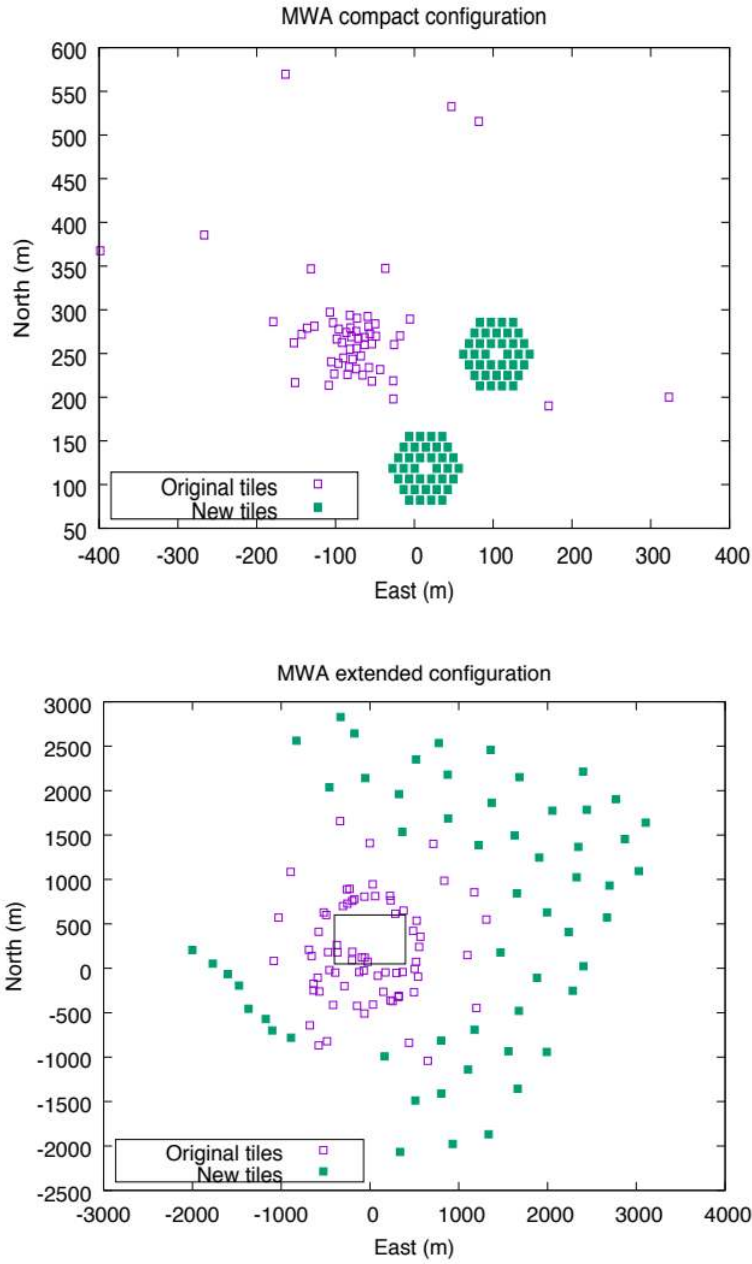 MWA compact configuration
600
550
500
450
400
350
300
250
200
150
100
50
North (m)
Original tiles
New tiles
-400 -300 -200 -100 0 100 200 300 400
East (m)
MWA extended configuration
3000
2500
2000
1500
1000
500
0
-500
-1000
-1500
-2000
-2500
North (m)
Original tiles
New tiles
-3000 -2000 -1000 0 1000 2000 3000 4000
East (m)